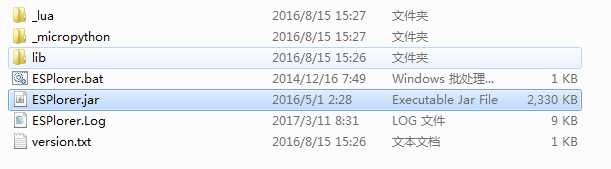 _lua 2016/8/15 15:27 文件夹
_micropython 2016/8/15 15:27 文件夹
lib 2016/8/15 15:26 文件夹
ESPlorer.bat 2014/12/16 7:49 Windows 批处理... 1 KB
ESPlorer.jar 2016/5/1 2:28 Executable Jar File 2,330 KB
ESPlorer.Log 2017/3/11 8:31 LOG 文件 9 KB
version.txt 2016/8/15 15:26 文本文档 1 KB